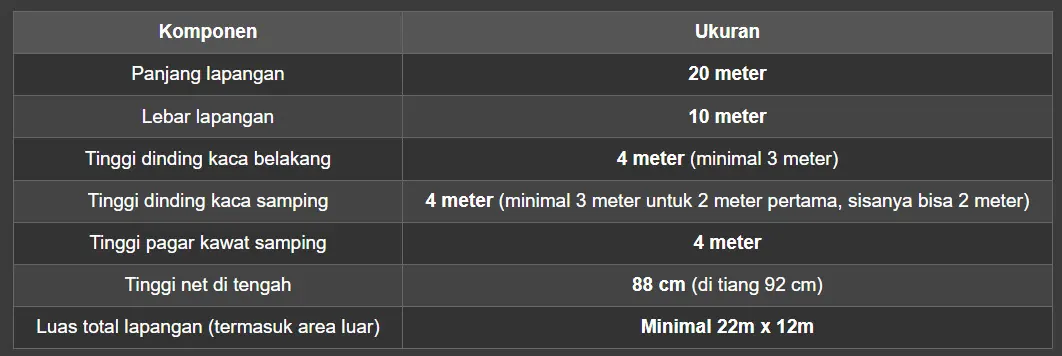 Komponen Ukuran
Panjang lapangan 20 meter
Lebar lapangan 10 meter
Tinggi dinding kaca belakang 4 meter (minimal 3 meter)
Tinggi dinding kaca samping 4 meter (minimal 3 meter untuk 2 meter pertama, sisanya bisa 2 meter)
Tinggi pagar kawat samping 4 meter
Tinggi net di tengah 88 cm (di tiang 92 cm)
Luas total lapangan (termasuk area luar) Minimal 22m x 12m